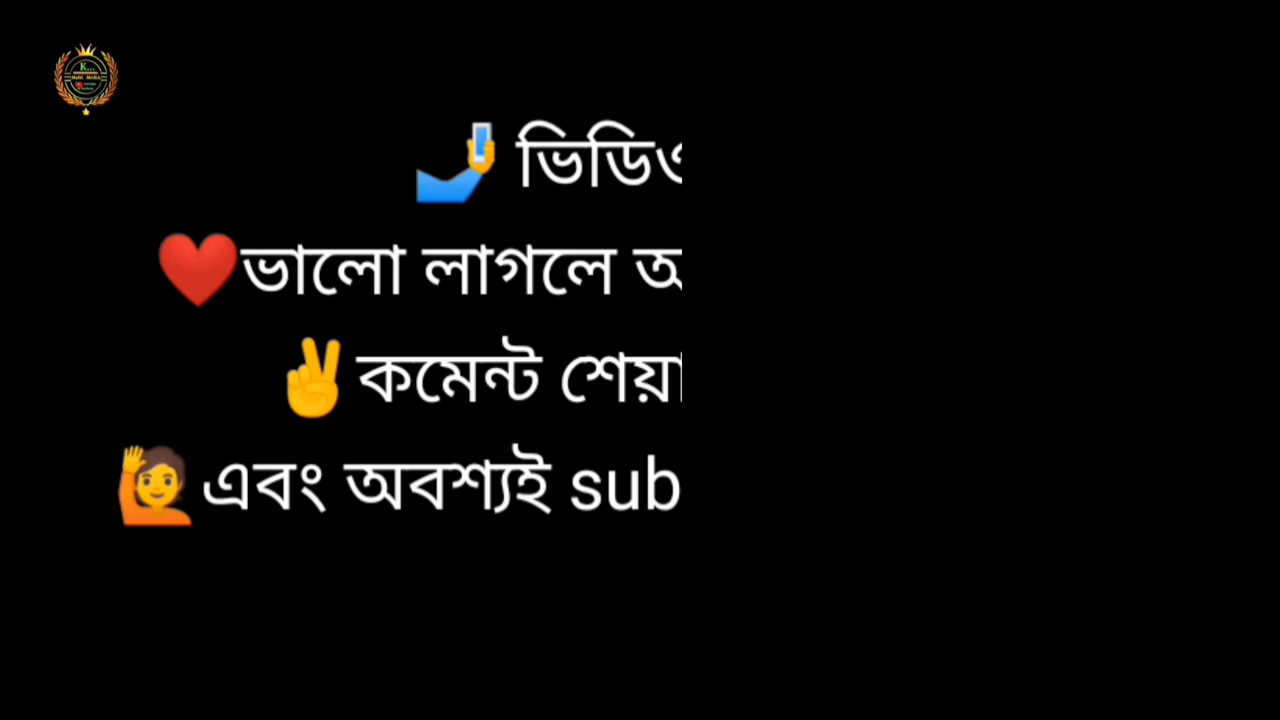 K...
🤳 ভিডিও
❤️ভালো লাগলে অ
✌️কমেন্ট শেয়া
🙋এবং অবশ্যই sub